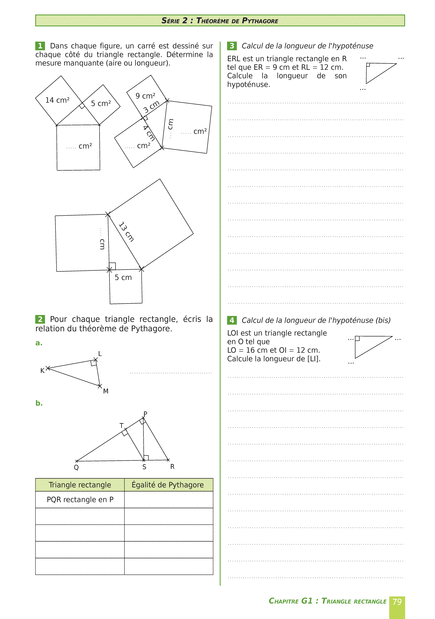 SÉRIE 2 : THÉORÈME DE PYTHAGORE
1 Dans chaque figure, un carré est dessiné sur
chaque côté du triangle rectangle. Détermine la
mesure manquante (aire ou longueur).
14 cm²
5 cm²
..... cm²
9 cm²
3 cm
4 cm
..... cm
..... cm²
..... cm²
13 cm
..... cm
5 cm
2 Pour chaque triangle rectangle, écris la
relation du théorème de Pythagore.
a.
L
K
M
b.
P
T
Q
S
R
Triangle rectangle
Égalité de Pythagore
PQR rectangle en P
3 Calcul de la longueur de l'hypoténuse
ERL est un triangle rectangle en R
tel que ER = 9 cm et RL = 12 cm.
Calcule la longueur de son
hypoténuse.
...
...
...
4 Calcul de la longueur de l'hypoténuse (bis)
LOI est un triangle rectangle
en O tel que
LO = 16 cm et OI = 12 cm.
Calcule la longueur de [LI].
...
...
...
CHAPITRE G1 : TRIANGLE RECTANGLE 79